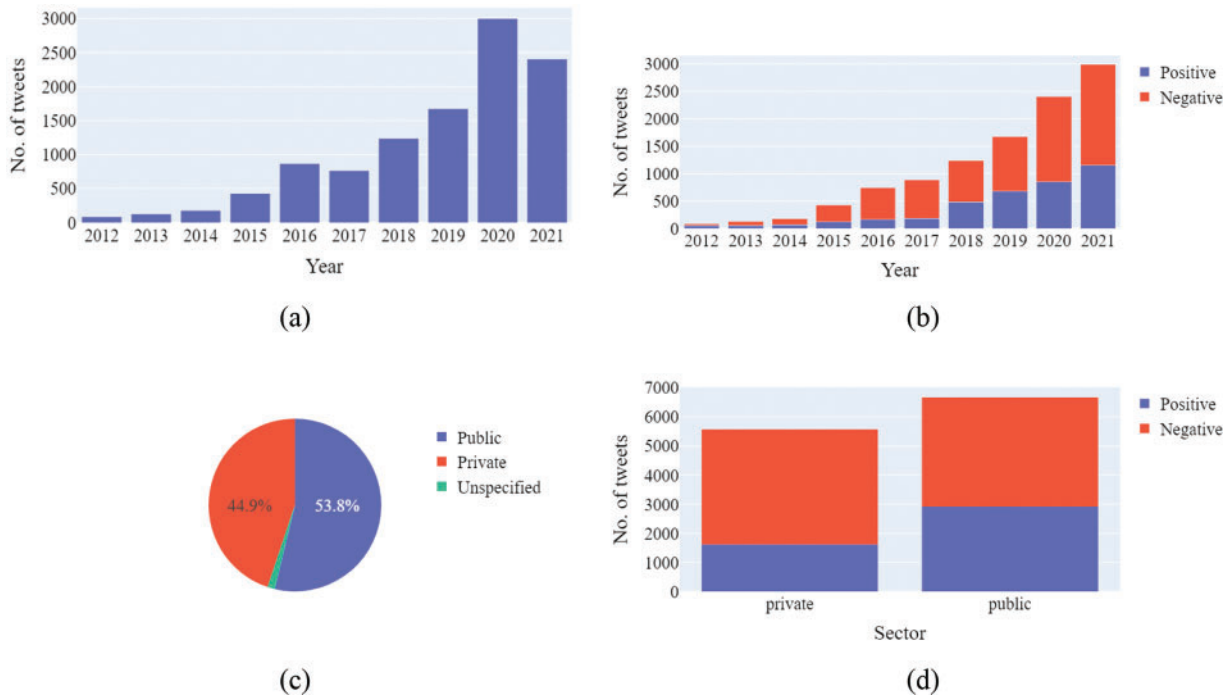 3000
2500
2000
1500
1000
500
0
No. of tweets
2012 2013 2014 2015 2016 2017 2018 2019 2020 2021
Year
(a)
3000
2500
2000
1500
1000
500
0
No. of tweets
2012 2013 2014 2015 2016 2017 2018 2019 2020 2021
Year
Positive
Negative
(b)
44.9%
53.8%
Public
Private
Unspecified
(c)
7000
6000
5000
4000
3000
2000
1000
0
No. of tweets
private public
Sector
Positive
Negative
(d)